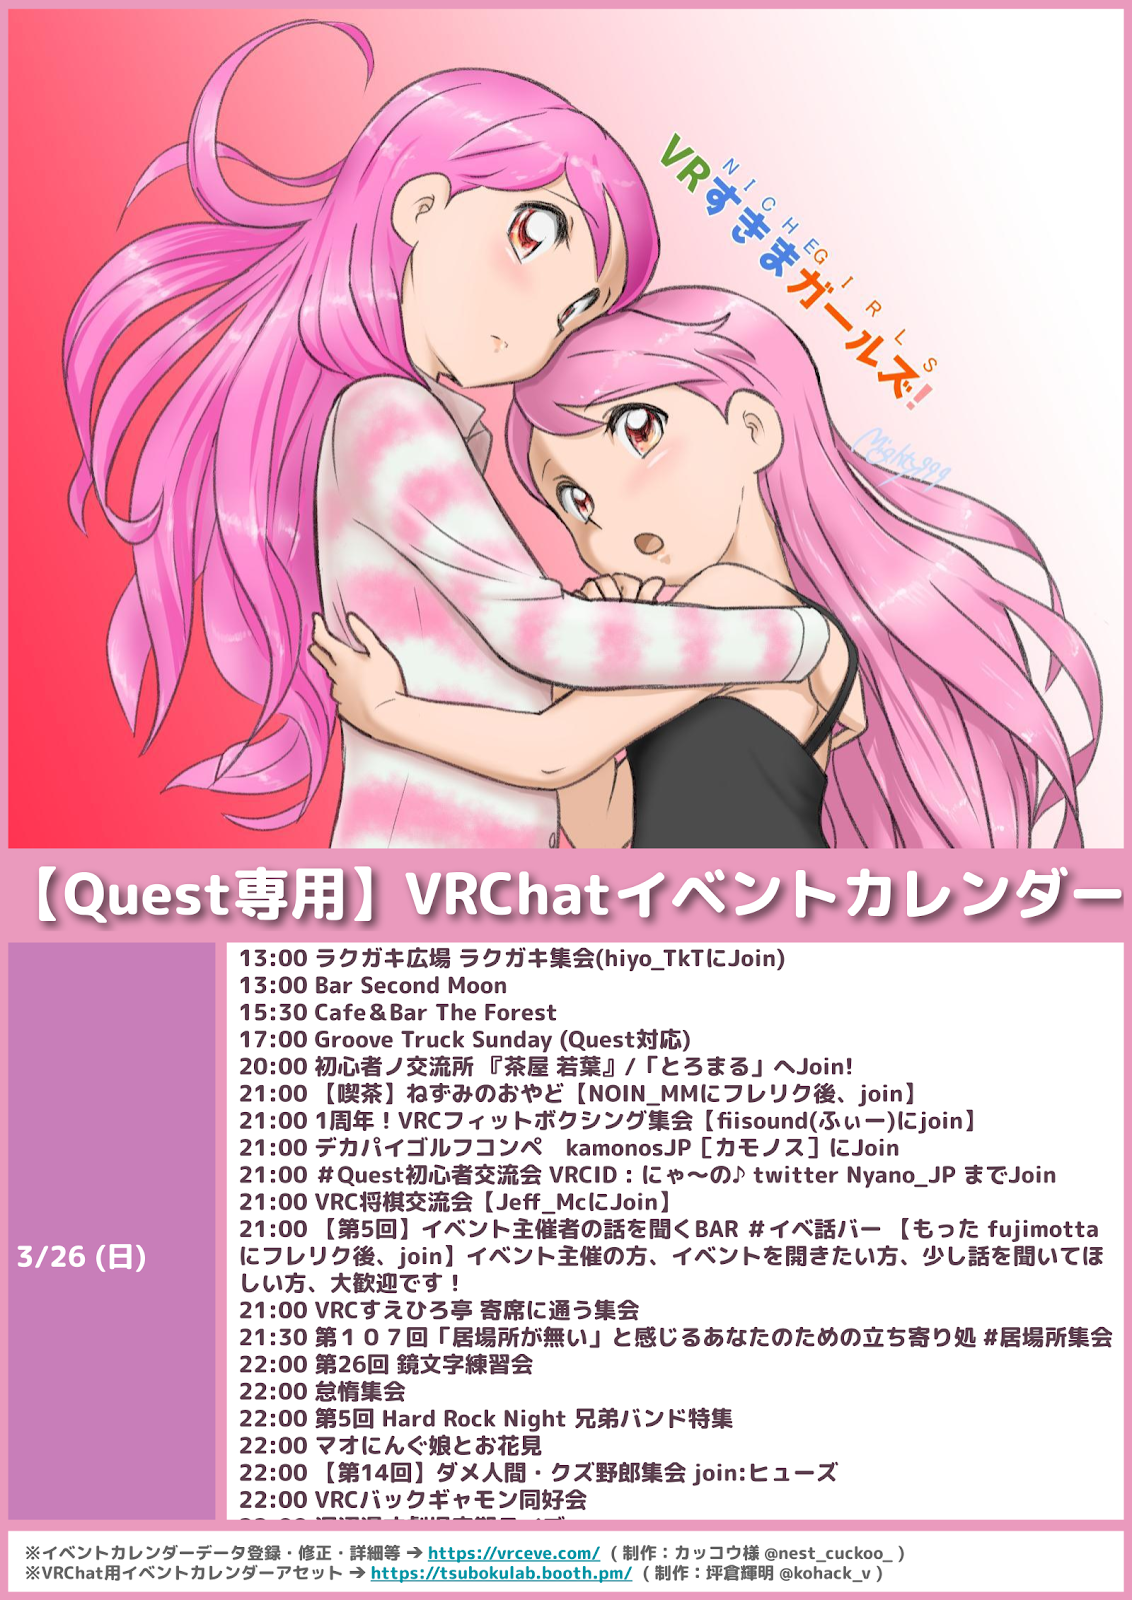 VRすきまガールズ!
NICHEGIRLS
Mighty999
【Quest専用】VRChatイベントカレンダー
3/26 (日)
13:00 ラクガキ広場 ラクガキ集会(hiyo_TkTにJoin)
13:00 Bar Second Moon
15:30 Cafe＆Bar The Forest
17:00 Groove Truck Sunday (Quest対応)
20:00 初心者ノ交流所 『茶屋 若葉』/「とろまる」へJoin!
21:00 【喫茶】ねずみのおやど【NOIN_MMにフレリク後、join】
21:00 1周年！VRCフィットボクシング集会【fiisound(ふぃー)にjoin】
21:00 デカパイゴルフコンペ　kamonosJP［カモノス］にJoin
21:00 ＃Quest初心者交流会 VRCID：にゃ〜の♪ twitter Nyano_JP までJoin
21:00 VRC将棋交流会【Jeff_McにJoin】
21:00 【第5回】イベント主催者の話を聞くBAR ＃イベ話バー 【もった fujimotta
にフレリク後、join】イベント主催の方、イベントを開きたい方、少し話を聞いてほ
しい方、大歓迎です！
21:00 VRCすえひろ亭 寄席に通う集会
21:30 第１０７回「居場所が無い」と感じるあなたのための立ち寄り処 #居場所集会
22:00 第26回 鏡文字練習会
22:00 怠惰集会
22:00 第5回 Hard Rock Night 兄弟バンド特集
22:00 マオにんぐ娘とお花見
22:00 【第14回】ダメ人間・クズ野郎集会 join:ヒューズ
22:00 VRCバックギャモン同好会
※イベントカレンダーデータ登録・修正・詳細等 ➔ https://vrceve.com/ ( 制作：カッコウ様 @nest_cuckoo_ )
※VRChat用イベントカレンダーアセット ➔ https://tsubokulab.booth.pm/ ( 制作：坪倉輝明 @kohack_v )